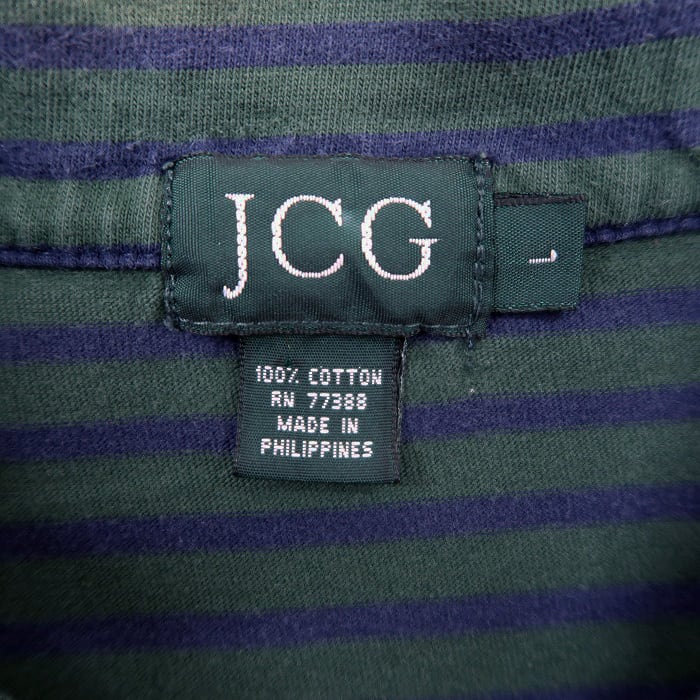 JCG
L
100% COTTON
RN 77388
MADE IN
PHILIPPINES